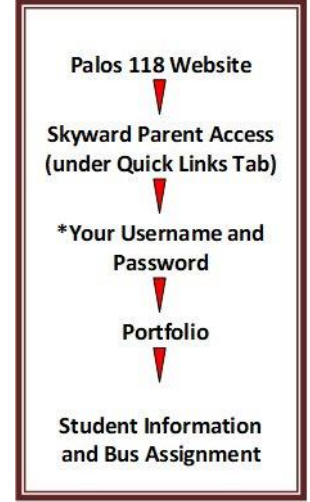 Palos 118 Website
Skyward Parent Access
(under Quick Links Tab)
*Your Username and
Password
Portfolio
Student Information
and Bus Assignment